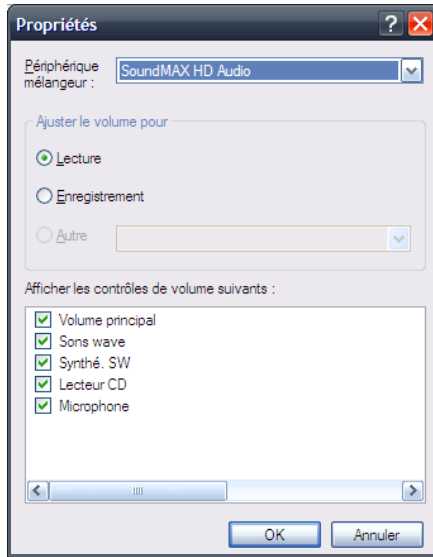 Propriétés
Périphérique
mélangeur :
SoundMAX HD Audio
Ajuster le volume pour
Lecture
Enregistrement
Autre
Afficher les contrôles de volume suivants :
Volume principal
Sons wave
Synthé. SW
Lecteur CD
Microphone
OK
Annuler